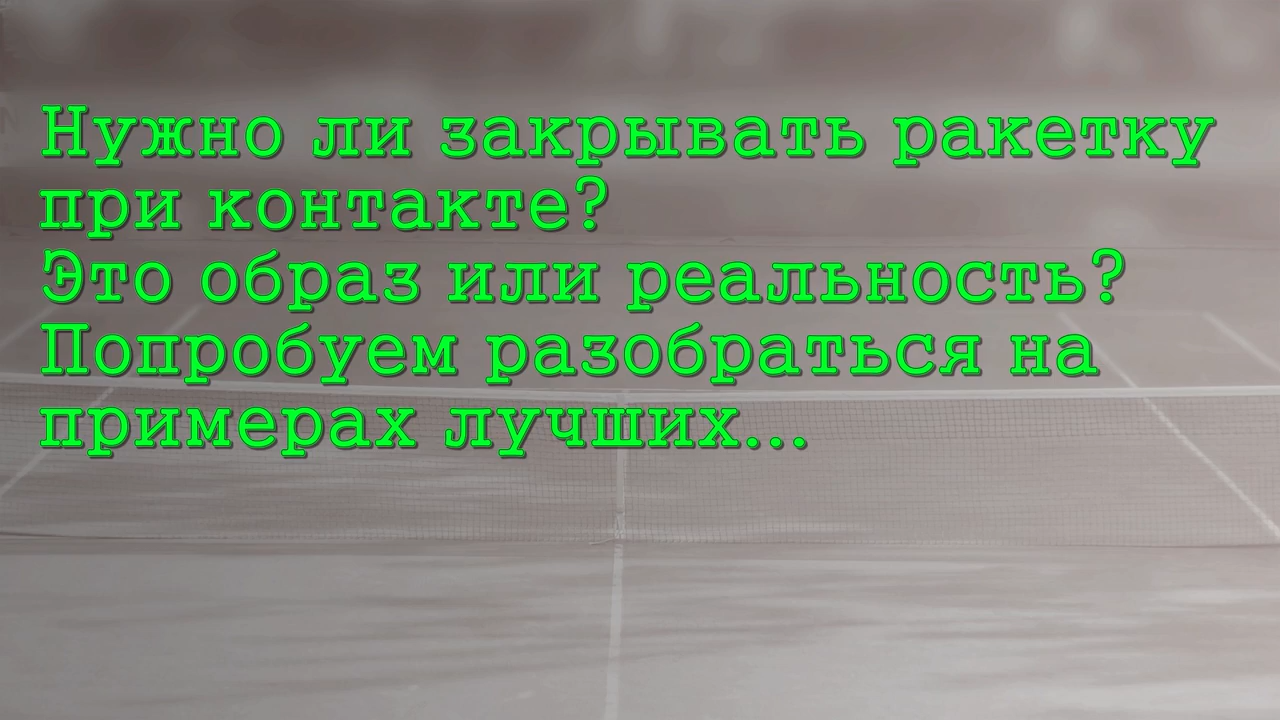 Нужно ли закрывать ракетку
при контакте?
Это образ или реальность?
Попробуем разобраться на
примерах лучших...